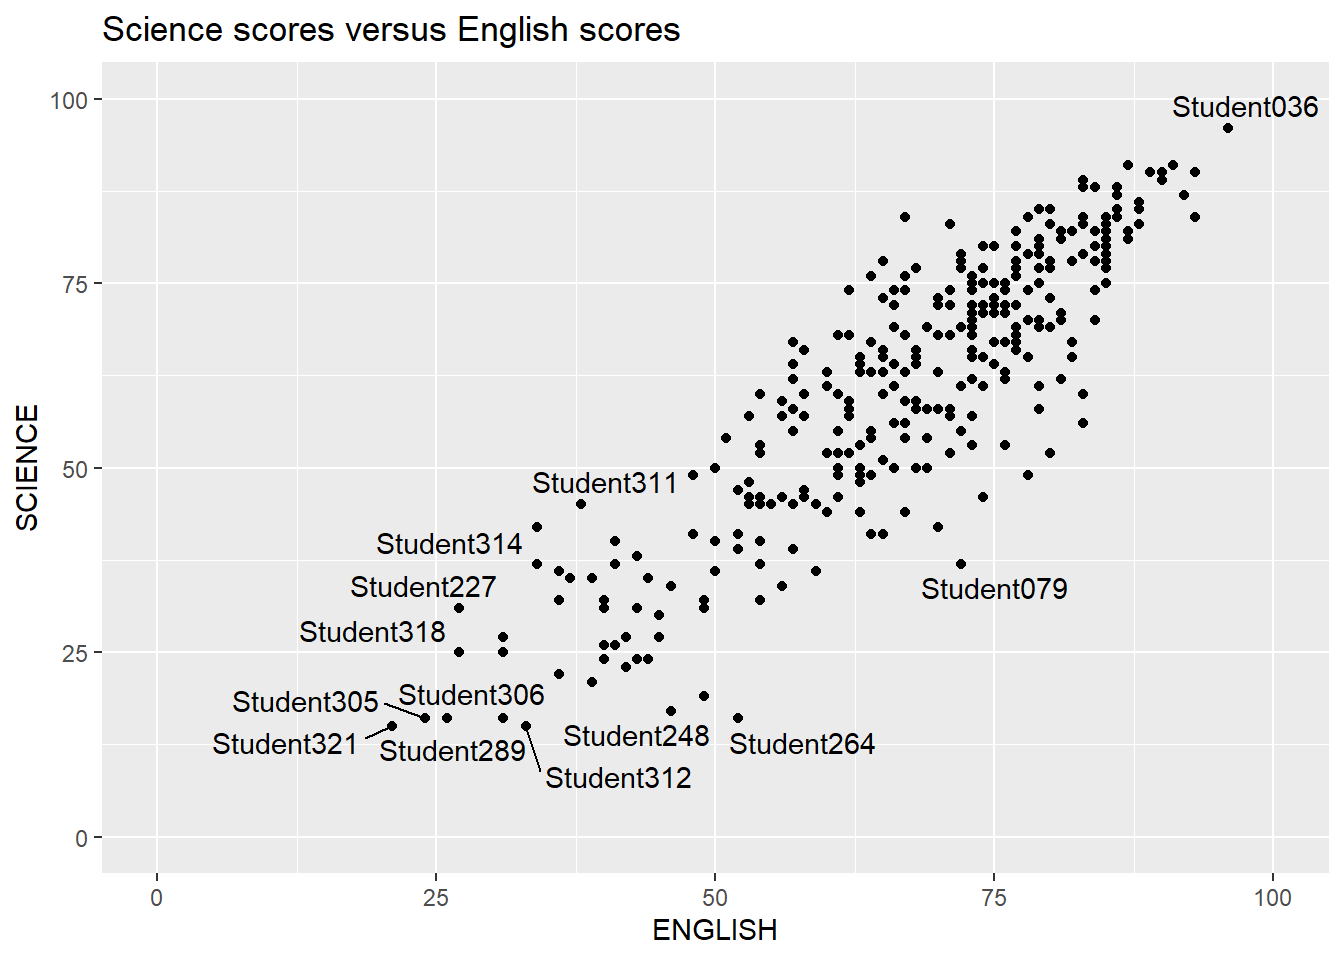 Science scores versus English scores
100
75
50
25
0
SCIENCE
Student036
Student311
Student314
Student227
Student079
Student318
Student305
Student306
Student321
Student289
Student248
Student264
Student312
0
25
50
75
100
ENGLISH